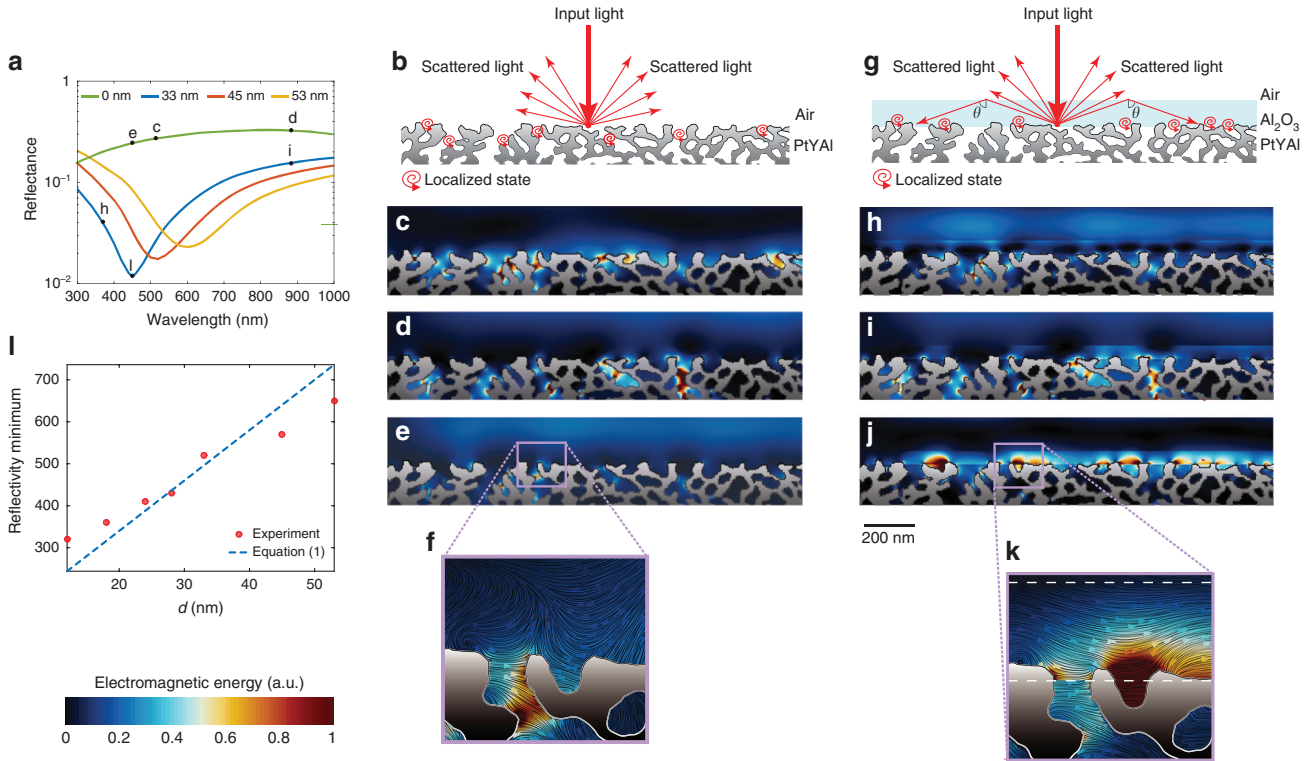 a
1
10⁻¹
10⁻²
Reflectance
0 nm
33 nm
45 nm
53 nm
e
c
d
i
h
l
300
400
500
600
700
800
900
1000
Wavelength (nm)
l
700
600
500
400
300
Reflectivity minimum
Experiment
Equation (1)
20
30
40
50
d (nm)
Electromagnetic energy (a.u.)
0
0.2
0.4
0.6
0.8
1
b
Input light
Scattered light
Scattered light
Air
PtYAl
Localized state
c
d
e
f
g
Input light
Scattered light
Scattered light
θ
θ
Air
Al₂O₃
PtYAl
Localized state
h
i
j
200 nm
k